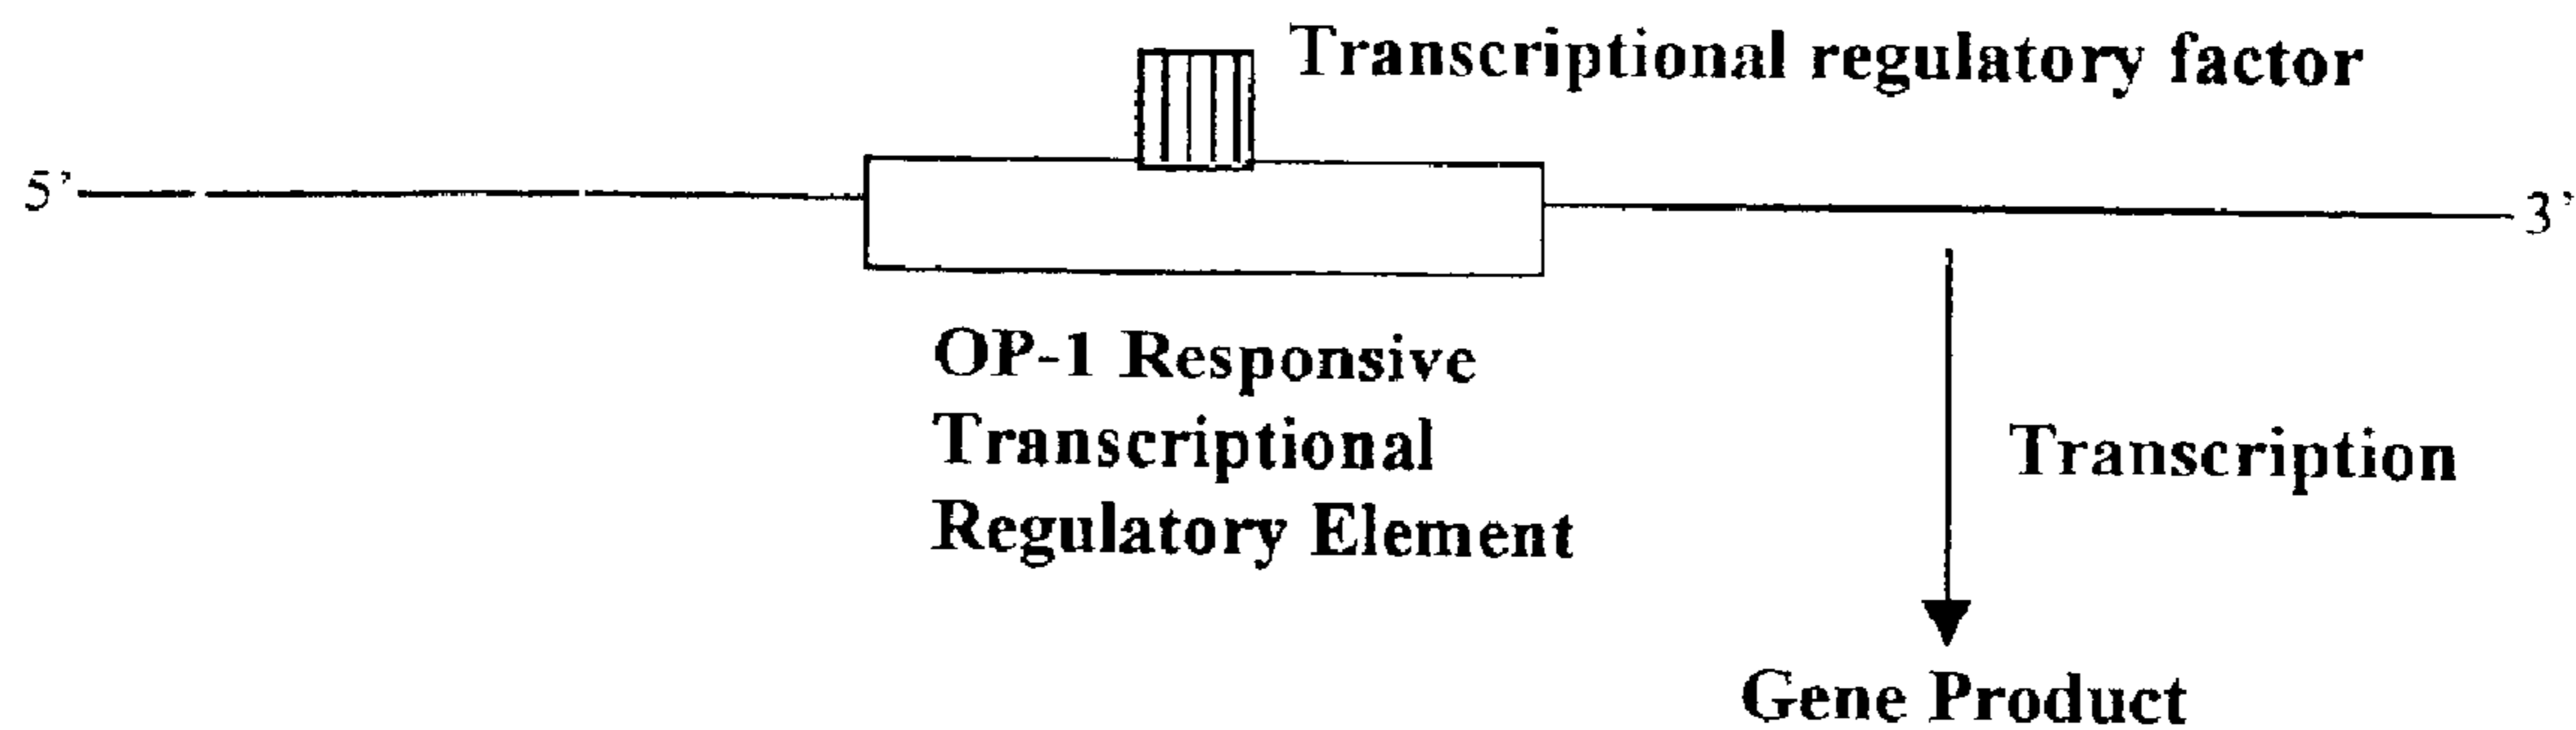 Transcriptional regulatory factor
5’
3’
OP-1 Responsive
Transcriptional
Regulatory Element
Transcription
Gene Product